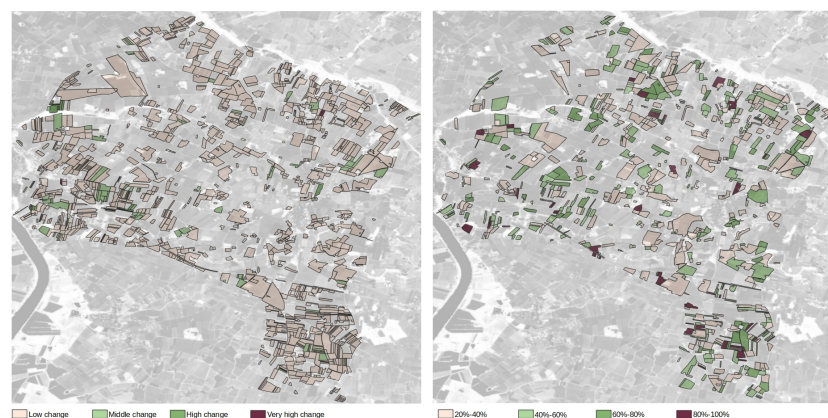 Low change
Middle change
High change
Very high change
20%-40%
40%-60%
60%-80%
80%-100%